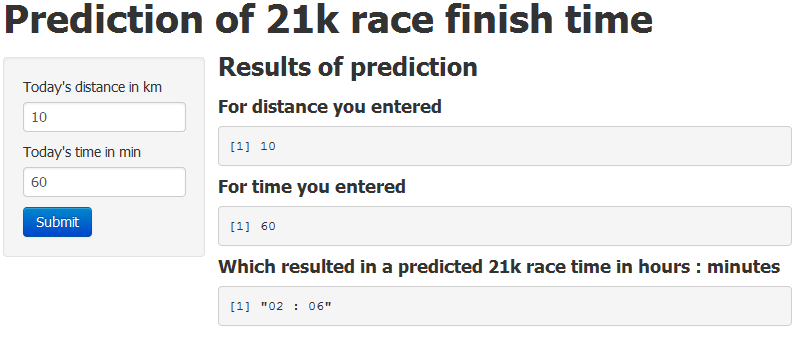 Prediction of 21k race finish time
Today's distance in km
10
Today's time in min
60
Submit
Results of prediction
For distance you entered
[1] 10
For time you entered
[1] 60
Which resulted in a predicted 21k race time in hours : minutes
[1] "02 : 06"